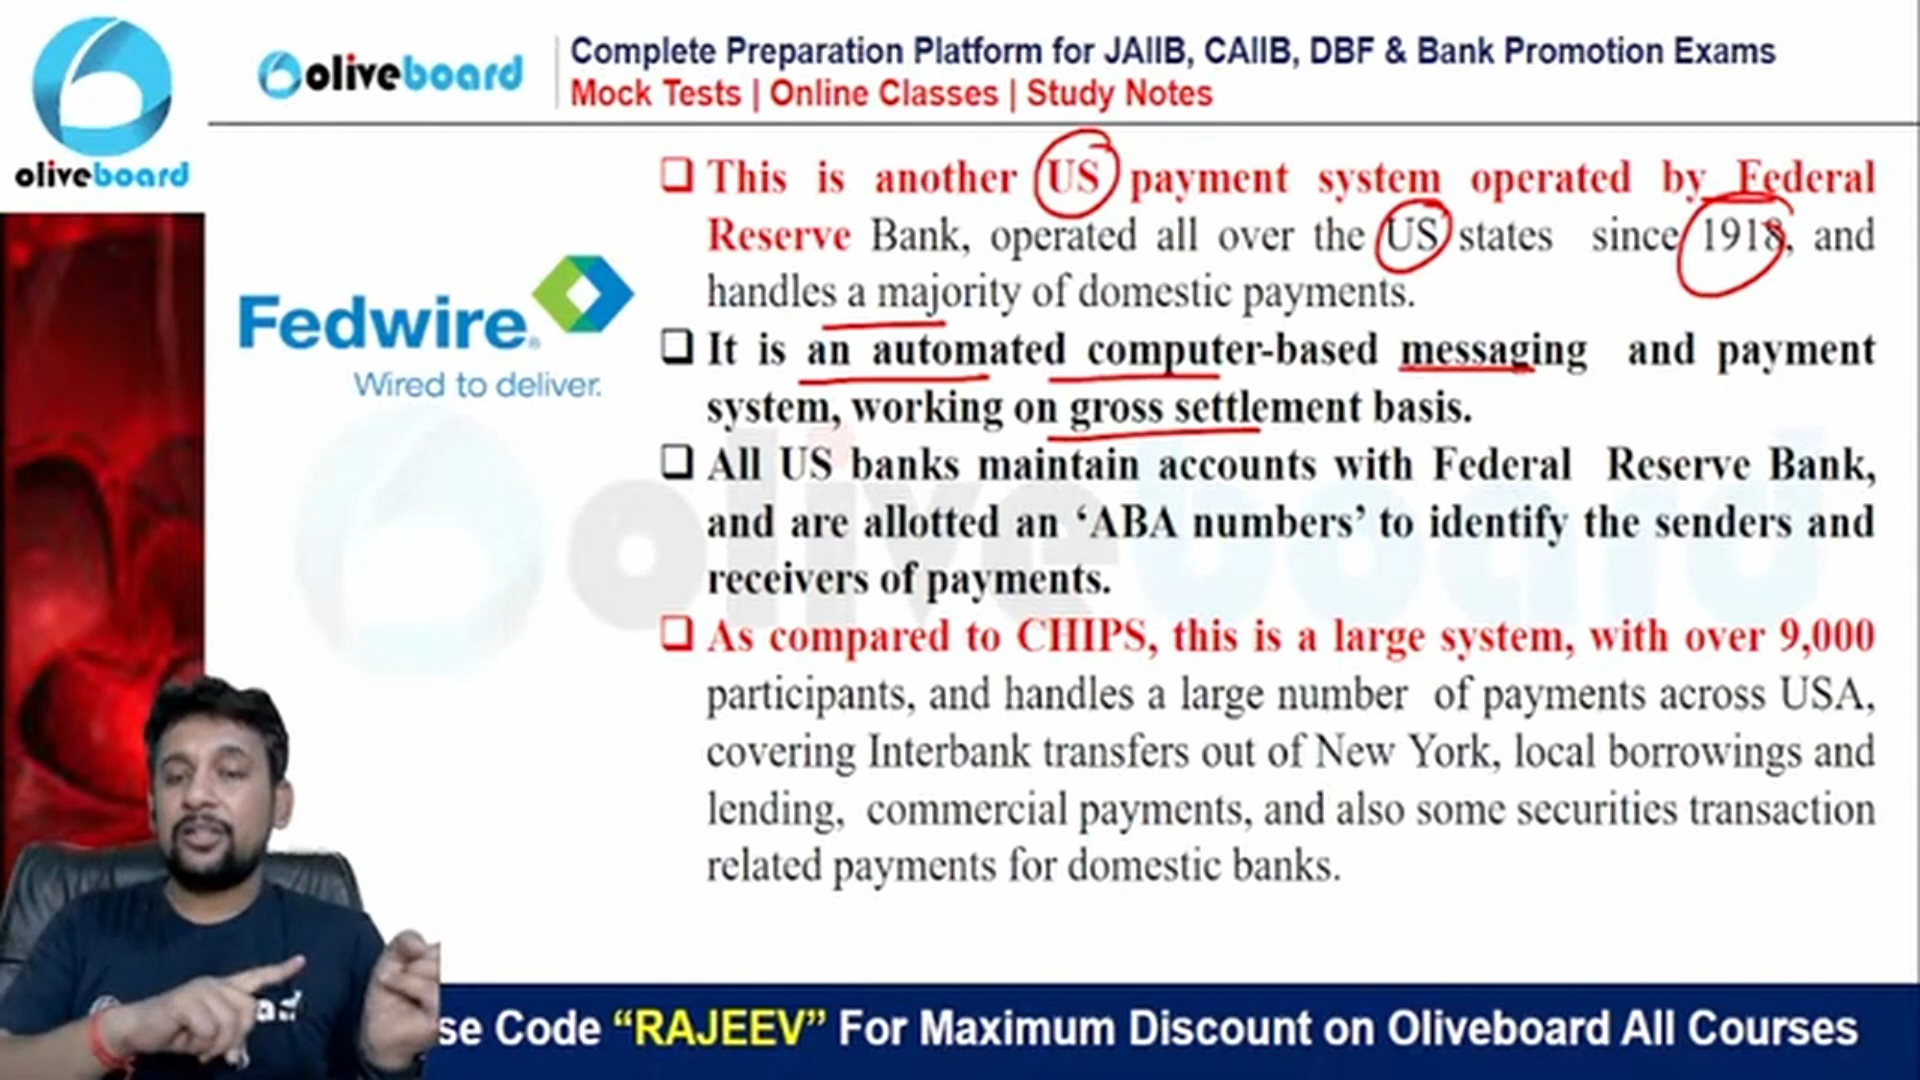 oliveboard
oliveboard
Complete Preparation Platform for JAIIB, CAIIB, DBF & Bank Promotion Exams
Mock Tests | Online Classes | Study Notes
Fedwire®
Wired to deliver.
This is another US payment system operated by Federal
Reserve Bank, operated all over the US states since 1918, and
handles a majority of domestic payments.
It is an automated computer-based messaging and payment
system, working on gross settlement basis.
All US banks maintain accounts with Federal Reserve Bank,
and are allotted an ‘ABA numbers’ to identify the senders and
receivers of payments.
As compared to CHIPS, this is a large system, with over 9,000
participants, and handles a large number of payments across USA,
covering Interbank transfers out of New York, local borrowings and
lending, commercial payments, and also some securities transaction
related payments for domestic banks.
oliveboard
se Code “RAJEEV” For Maximum Discount on Oliveboard All Courses